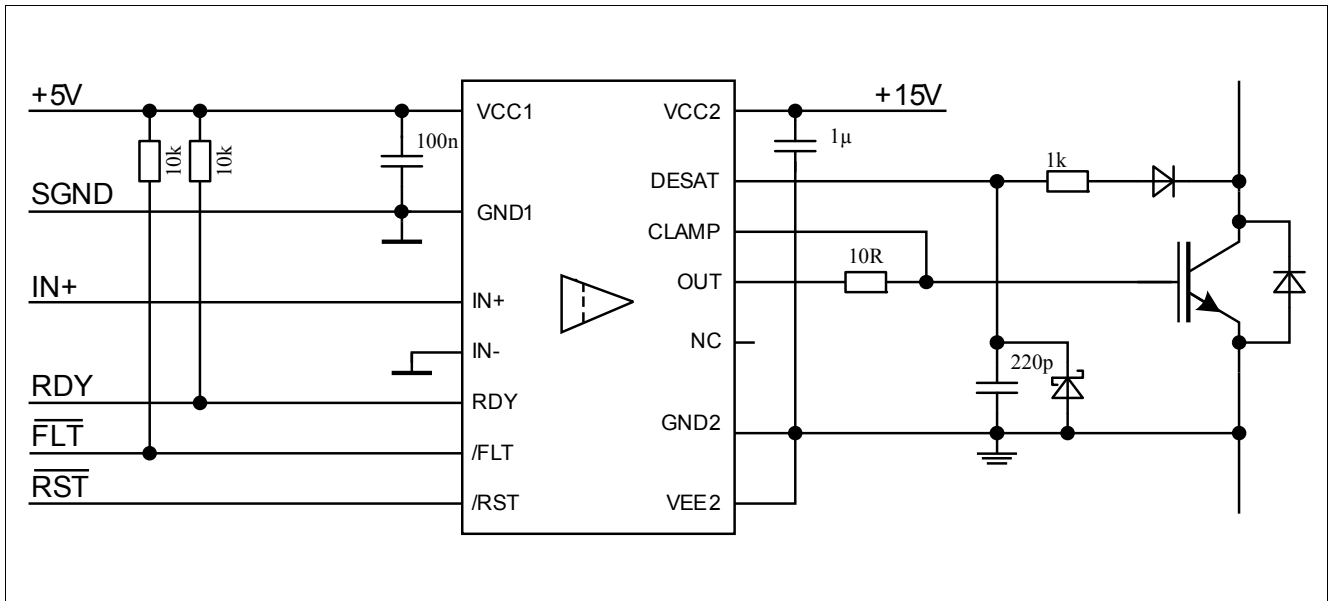 +5V
10k
10k
100n
SGND
IN+
RDY
FLT
RST
VCC1
GND1
IN+
IN-
RDY
/FLT
/RST
VCC2
DESAT
CLAMP
OUT
NC
GND2
VEE2
+15V
1µ
1k
10R
220p